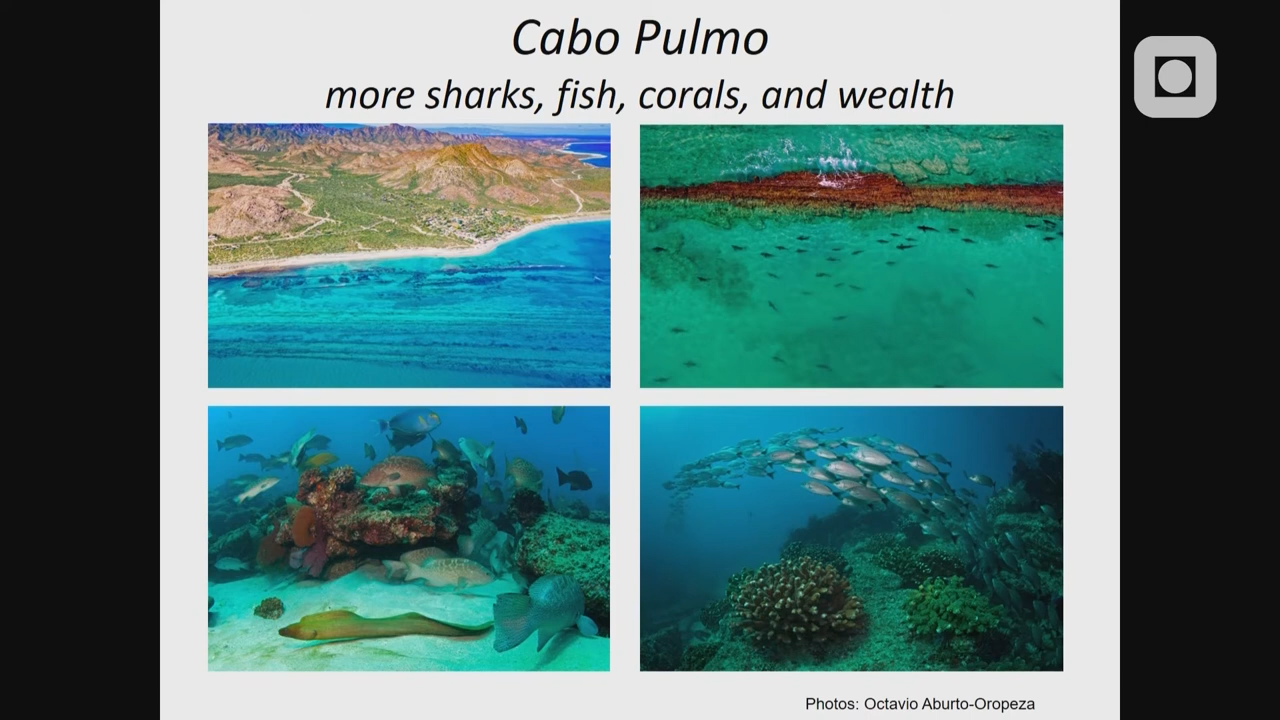 Cabo Pulmo
more sharks, fish, corals, and wealth
Photos: Octavio Aburto-Oropeza